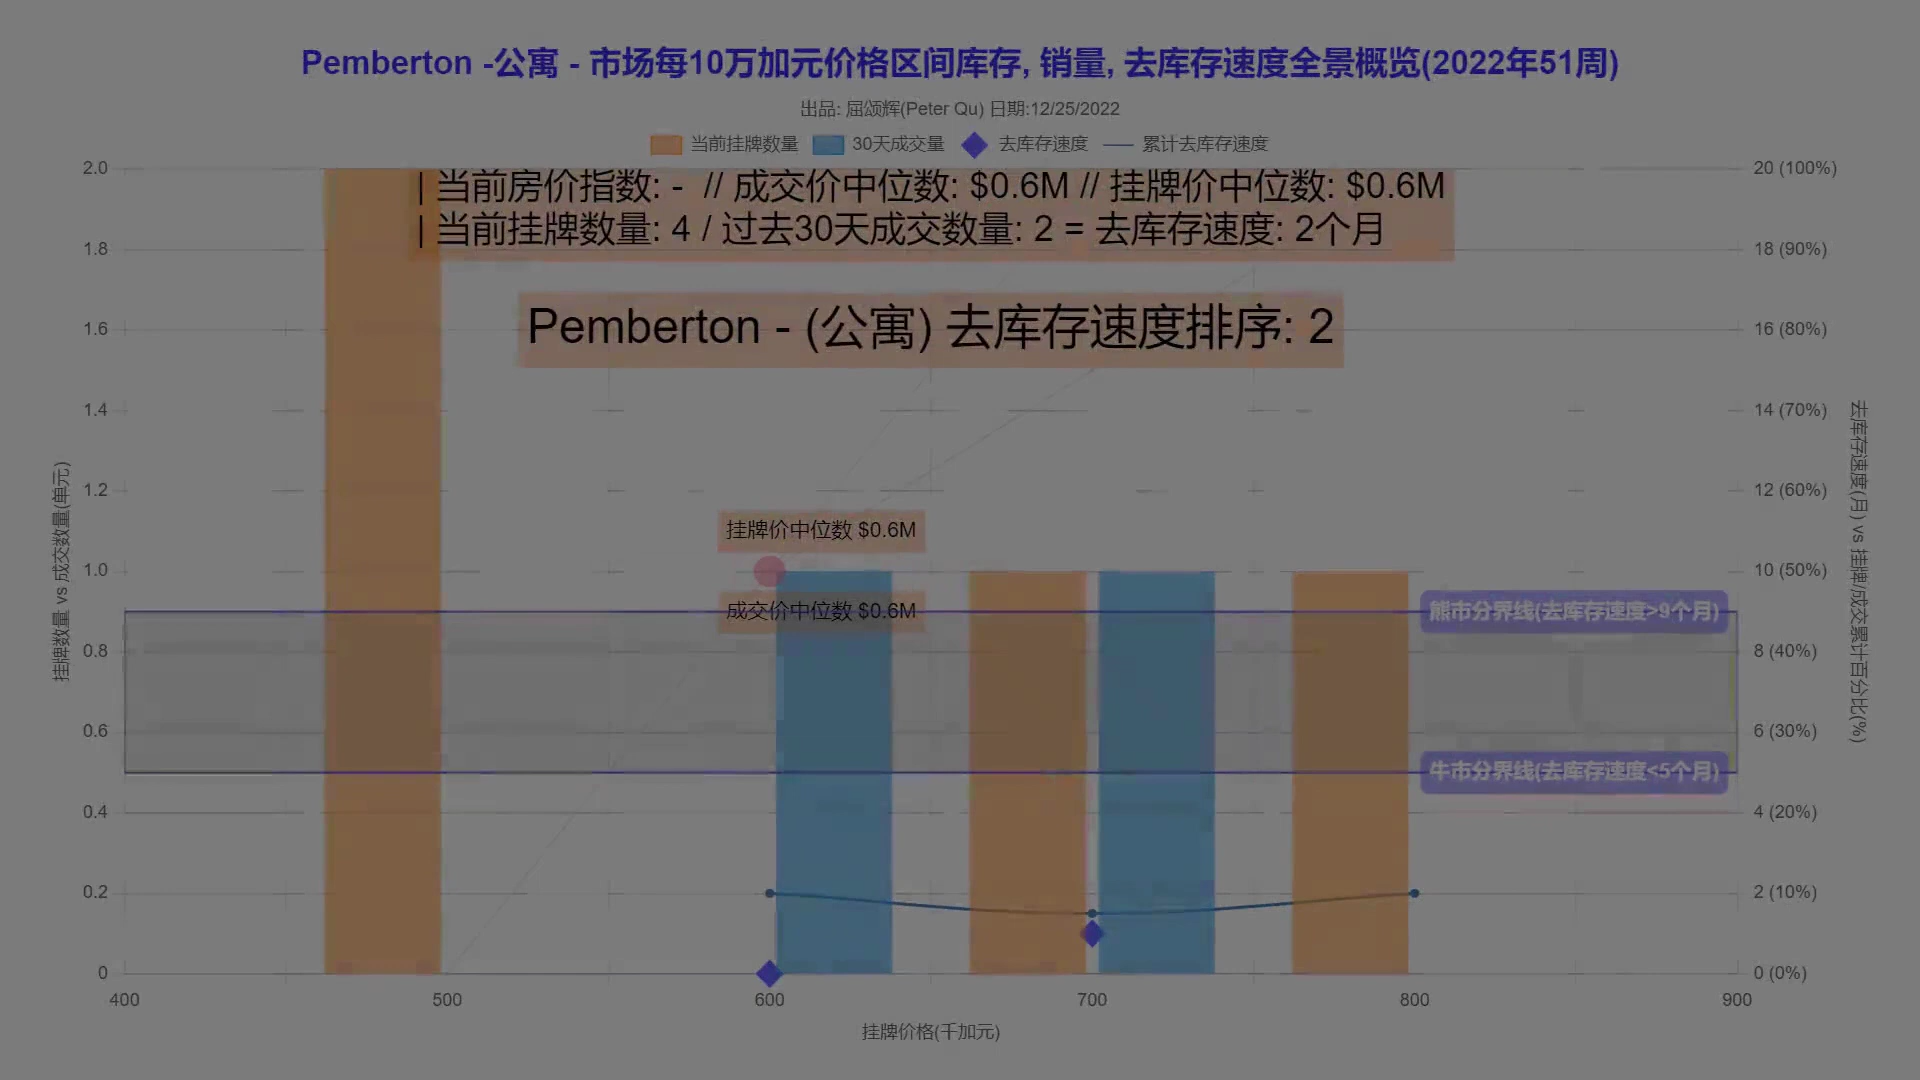 Pemberton -公寓 - 市场每10万加元价格区间库存, 销量, 去库存速度全景概览(2022年51周)
出品: 屈颂辉(Peter Qu) 日期:12/25/2022
当前挂牌数量 30天成交量 去库存速度 累计去库存速度
| 当前房价指数: - // 成交价中位数: $0.6M // 挂牌价中位数: $0.6M
| 当前挂牌数量: 4 / 过去30天成交数量: 2 = 去库存速度: 2个月
Pemberton - (公寓) 去库存速度排序: 2
挂牌价中位数 $0.6M
成交价中位数 $0.6M
熊市分界线(去库存速度>9个月)
牛市分界线(去库存速度<5个月)
挂牌数量 vs 成交数量(单元)
2.0
1.8
1.6
1.4
1.2
1.0
0.8
0.6
0.4
0.2
0
20 (100%)
18 (90%)
16 (80%)
14 (70%)
12 (60%)
10 (50%)
8 (40%)
6 (30%)
4 (20%)
2 (10%)
0 (0%)
去库存速度(月) vs 挂牌/成交累计百分比(%)
400 500 600 700 800 900
挂牌价格(千加元)